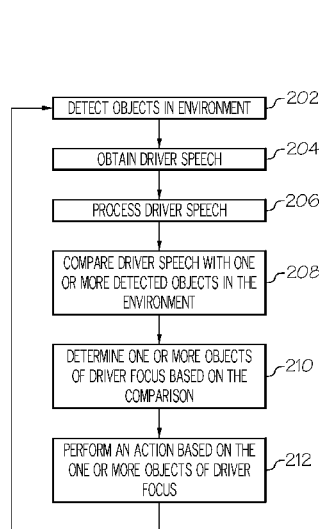 DETECT OBJECTS IN ENVIRONMENT
202
OBTAIN DRIVER SPEECH
204
PROCESS DRIVER SPEECH
206
COMPARE DRIVER SPEECH WITH ONE
OR MORE DETECTED OBJECTS IN THE
ENVIRONMENT
208
DETERMINE ONE OR MORE OBJECTS
OF DRIVER FOCUS BASED ON THE
COMPARISON
210
PERFORM AN ACTION BASED ON THE
ONE OR MORE OBJECTS OF DRIVER
FOCUS
212